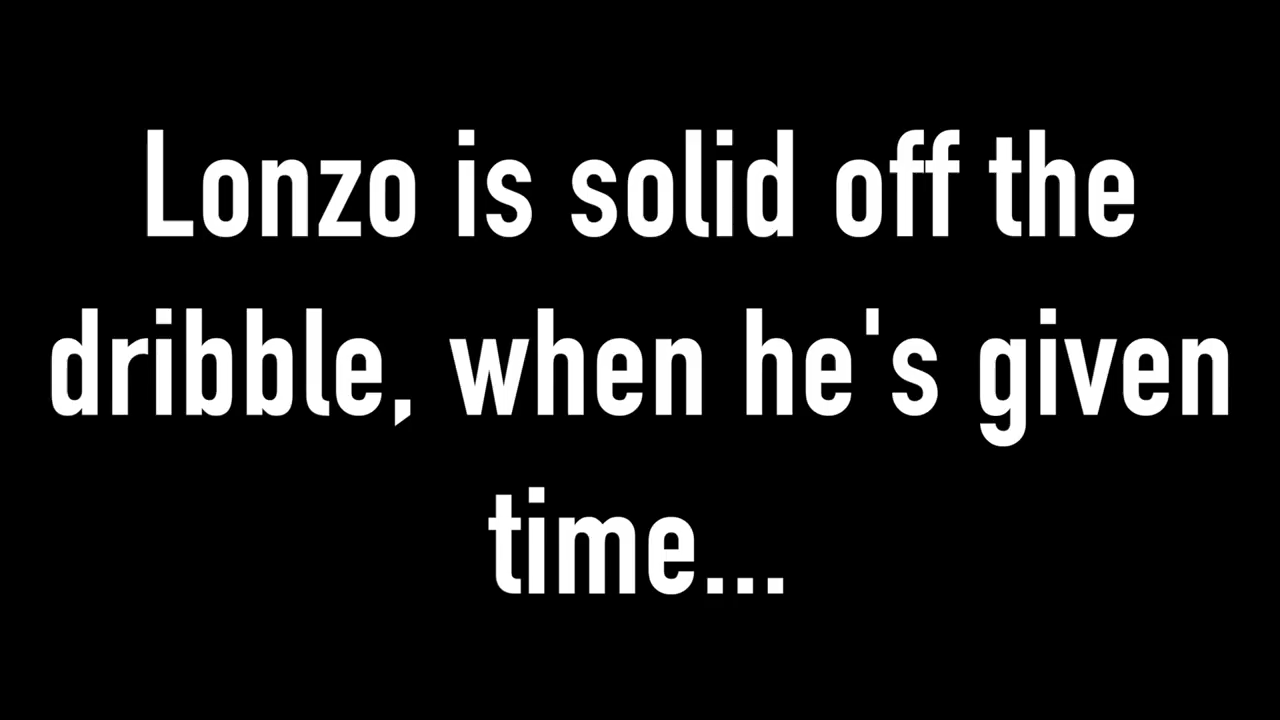 Lonzo is solid off the
dribble, when he's given
time...